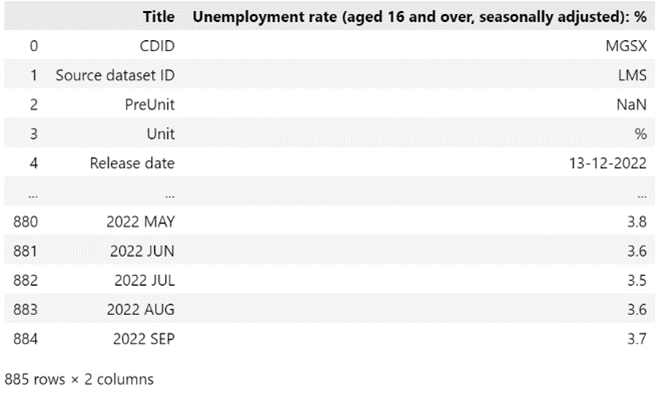 Title Unemployment rate (aged 16 and over, seasonally adjusted): %
0 CDID MGSX
1 Source dataset ID LMS
2 PreUnit NaN
3 Unit %
4 Release date 13-12-2022
... ... ...
880 2022 MAY 3.8
881 2022 JUN 3.6
882 2022 JUL 3.5
883 2022 AUG 3.6
884 2022 SEP 3.7
885 rows × 2 columns